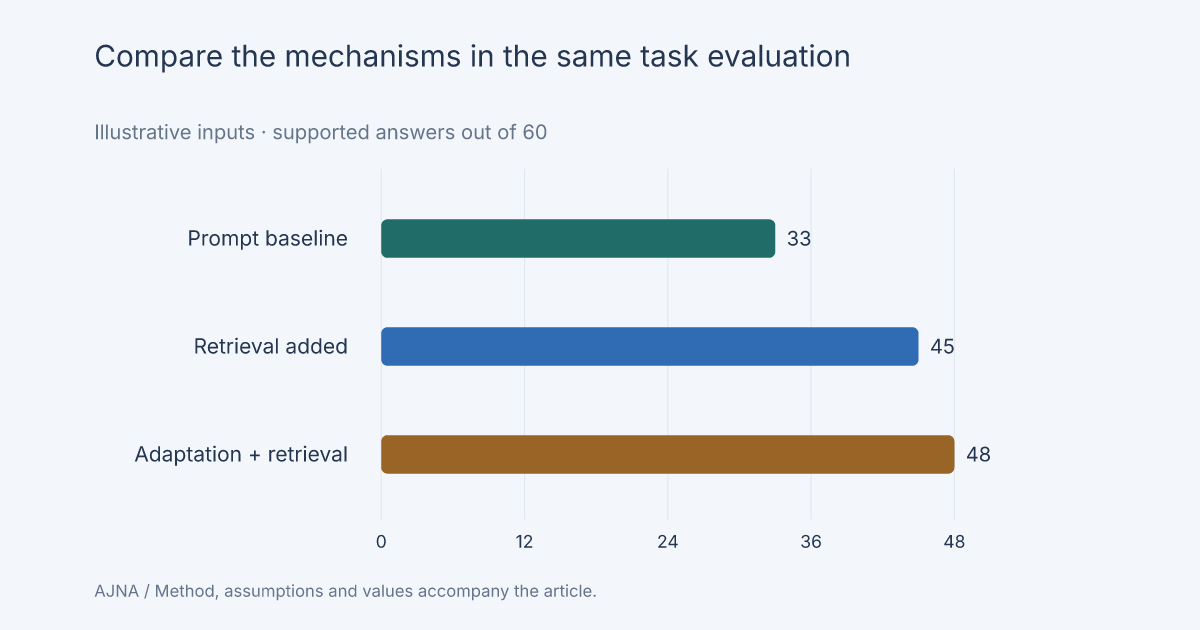 Compare the mechanisms in the same task evaluation
Illustrative inputs · supported answers out of 60
Prompt baseline 33
Retrieval added 45
Adaptation + retrieval 48
0 12 24 36 48
AJNA / Method, assumptions and values accompany the article.